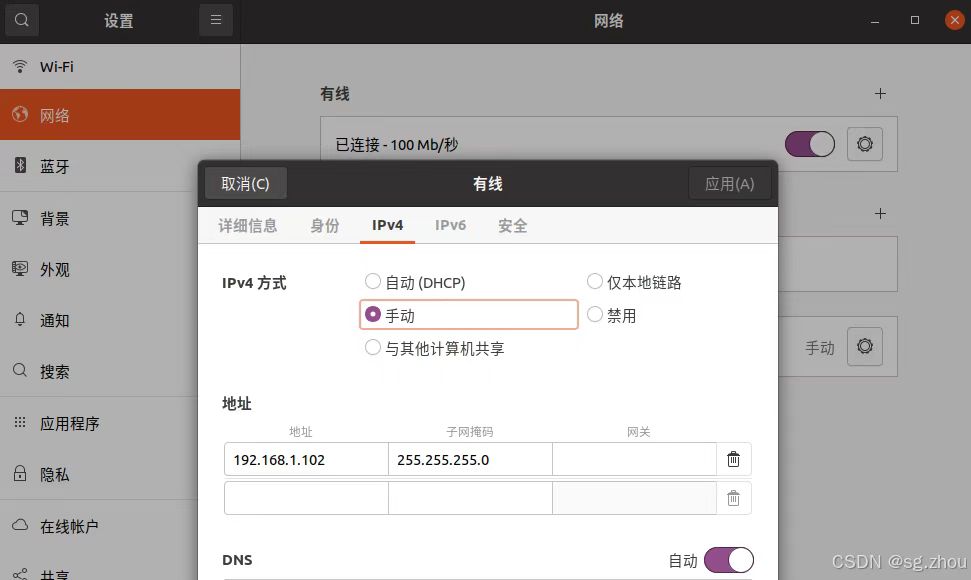 设置
网络
Wi-Fi
网络
蓝牙
背景
外观
通知
搜索
应用程序
隐私
在线帐户
共享
有线
已连接 - 100 Mb/秒
手动
取消(C)
有线
应用(A)
详细信息 身份 IPv4 IPv6 安全
IPv4 方式
自动 (DHCP)
仅本地链路
手动
禁用
与其他计算机共享
地址
地址 子网掩码 网关
192.168.1.102 255.255.255.0
DNS 自动
CSDN @sg.zhou